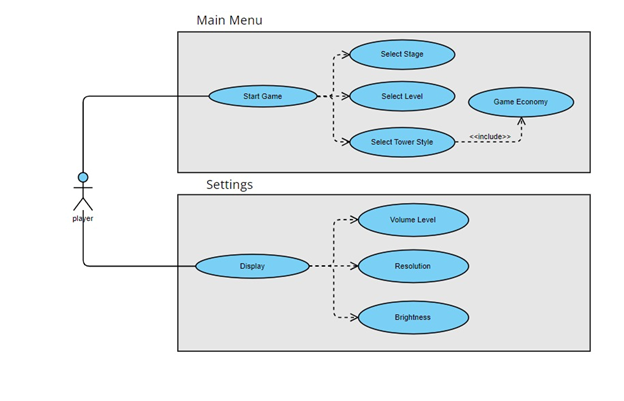 Main Menu
Select Stage
Start Game
Select Level
Game Economy
Select Tower Style
<<include>>
player
Settings
Volume Level
Display
Resolution
Brightness